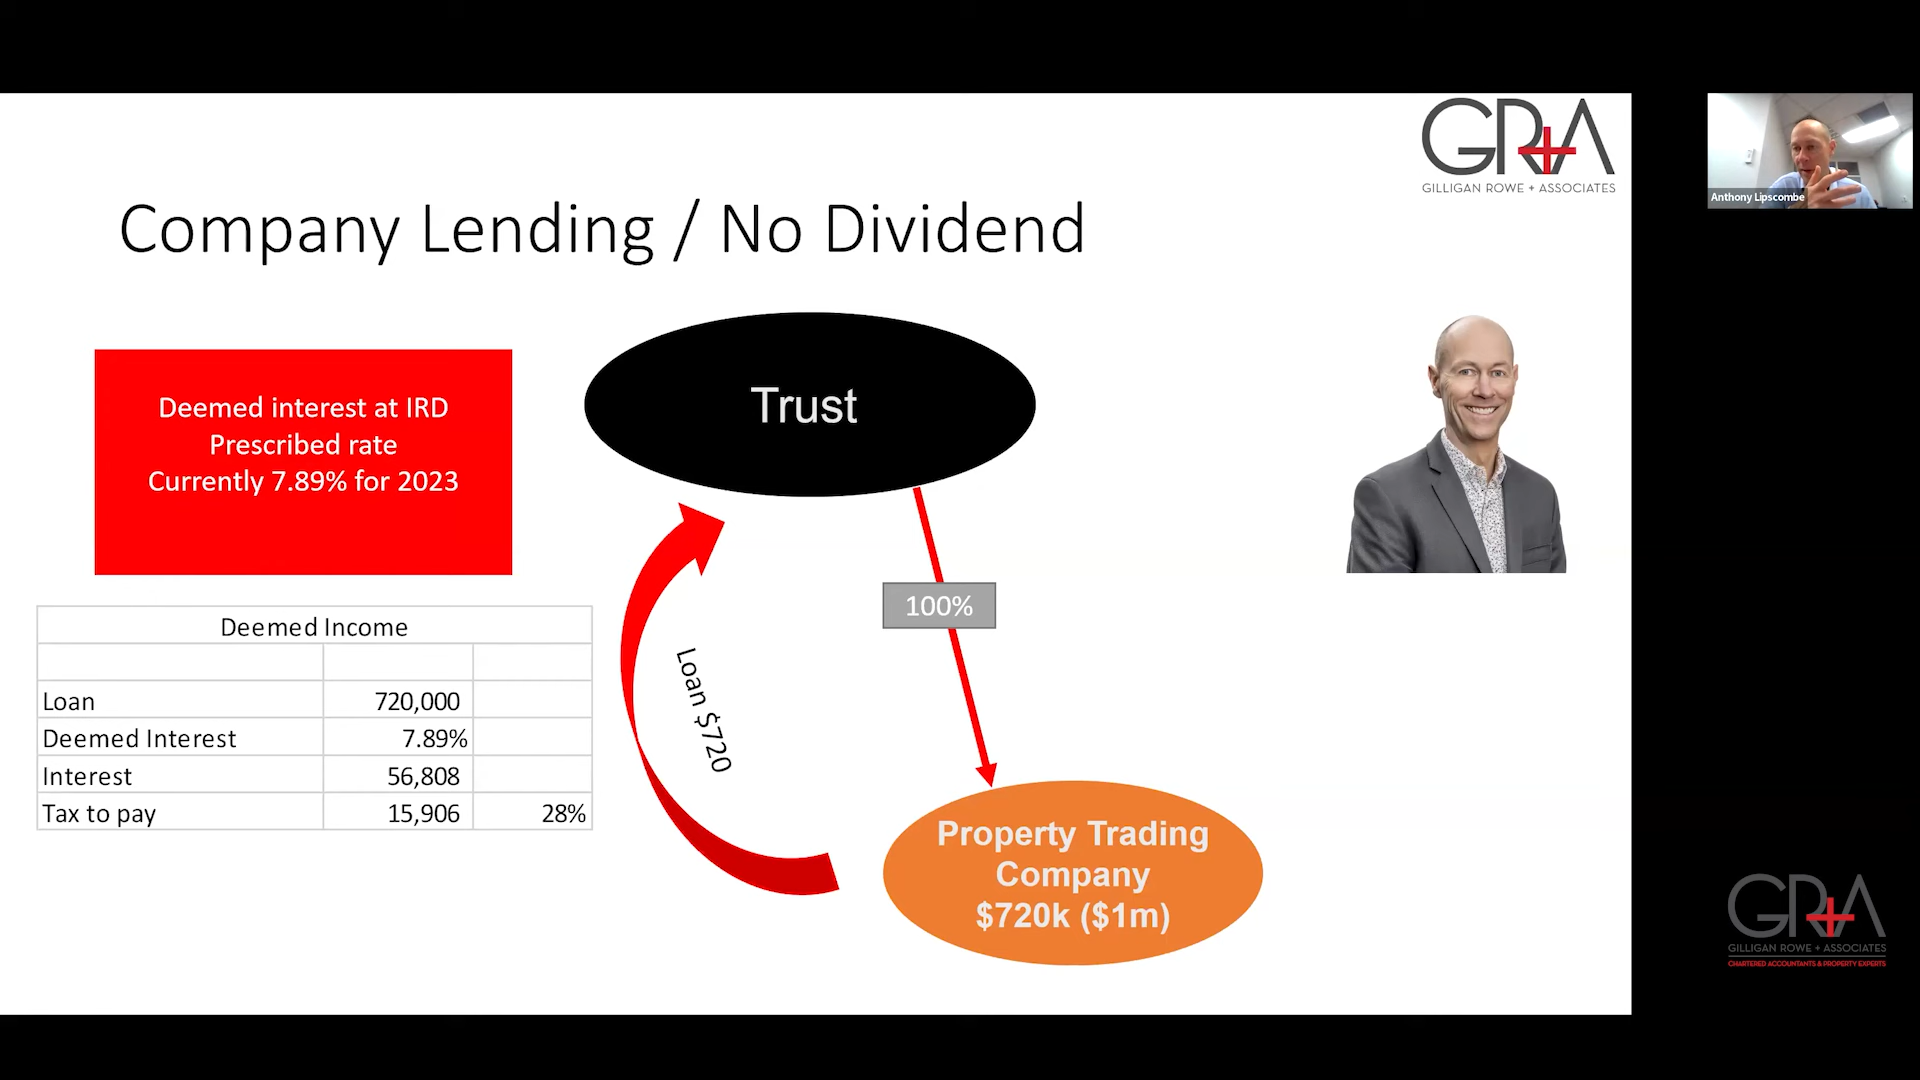 GR+A
GILLIGAN ROWE + ASSOCIATES
Anthony Lipscombe
Company Lending / No Dividend
Deemed interest at IRD
Prescribed rate
Currently 7.89% for 2023
Trust
100%
Loan $720
Deemed Income
Loan 720,000
Deemed Interest 7.89%
Interest 56,808
Tax to pay 15,906 28%
Property Trading
Company
$720k ($1m)
GR+A
GILLIGAN ROWE + ASSOCIATES
CHARTERED ACCOUNTANTS & PROPERTY EXPERTS